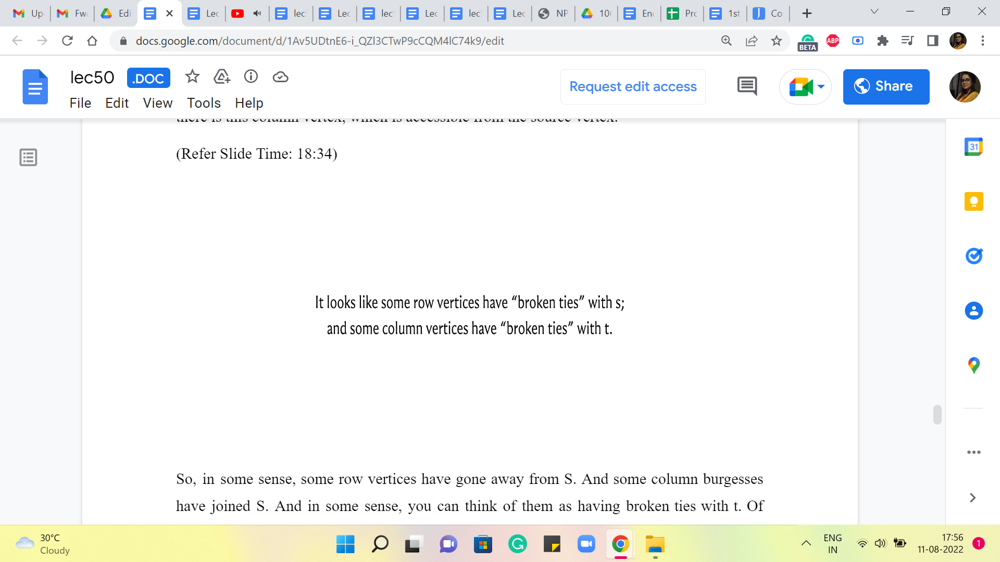 Up
Fw
Edi
Lec
lec
Lec
lec
Lec
lec
Lec
NP
10
En
Pro
1st
Co
docs.google.com/document/d/1Av5UDtnE6-i_QZl3CTwP9cCQM4lC74k9/edit
ABP
BETA
lec50
.DOC
File Edit View Tools Help
Request edit access
Share
31
there is this column vertex, which is accessible from the source vertex.
(Refer Slide Time: 18:34)
It looks like some row vertices have “broken ties” with s;
and some column vertices have “broken ties” with t.
So, in some sense, some row vertices have gone away from S. And some column burgesses
have joined S. And in some sense, you can think of them as having broken ties with t. Of
30°C
Cloudy
ENG
IN
17:56
11-08-2022
1